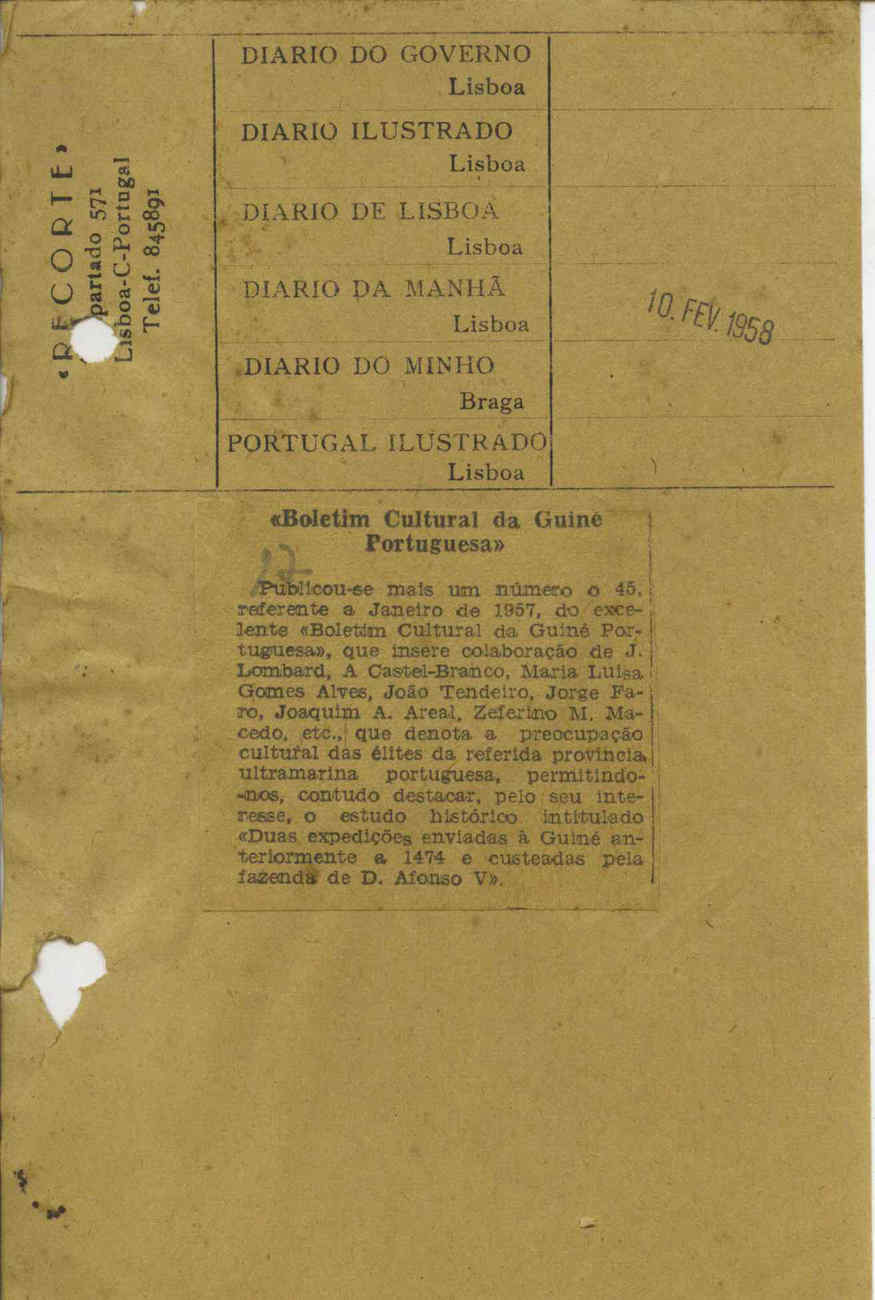 «RECORTE»
Apartado 571
Lisboa-C-Portugal
Telef. 845891
DIARIO DO GOVERNO
Lisboa
DIARIO ILUSTRADO
Lisboa
DIARIO DE LISBOA
Lisboa
DIARIO DA MANHÃ
Lisboa
DIARIO DO MINHO
Braga
PORTUGAL ILUSTRADO
Lisboa
10. FEV. 1958
«Boletim Cultural da Guiné
Portuguesa»
Publicou-se mais um número o 45,
referente a Janeiro de 1957, do exce-
lente «Boletim Cultural da Guiné Por-
tuguesa», que insere colaboração de J.
Lombard, A Castel-Branco, Maria Luisa
Gomes Alves, João Tendeiro, Jorge Fa-
ro, Joaquim A. Areal, Zeferino M. Ma-
cedo, etc., que denota a preocupação
cultural das élites da referida província
ultramarina portuguesa, permitindo-
-nos, contudo destacar, pelo seu inte-
resse, o estudo histórico intitulado
«Duas expedições enviadas à Guiné an-
teriormente a 1474 e custeadas pela
fazenda de D. Afonso V».